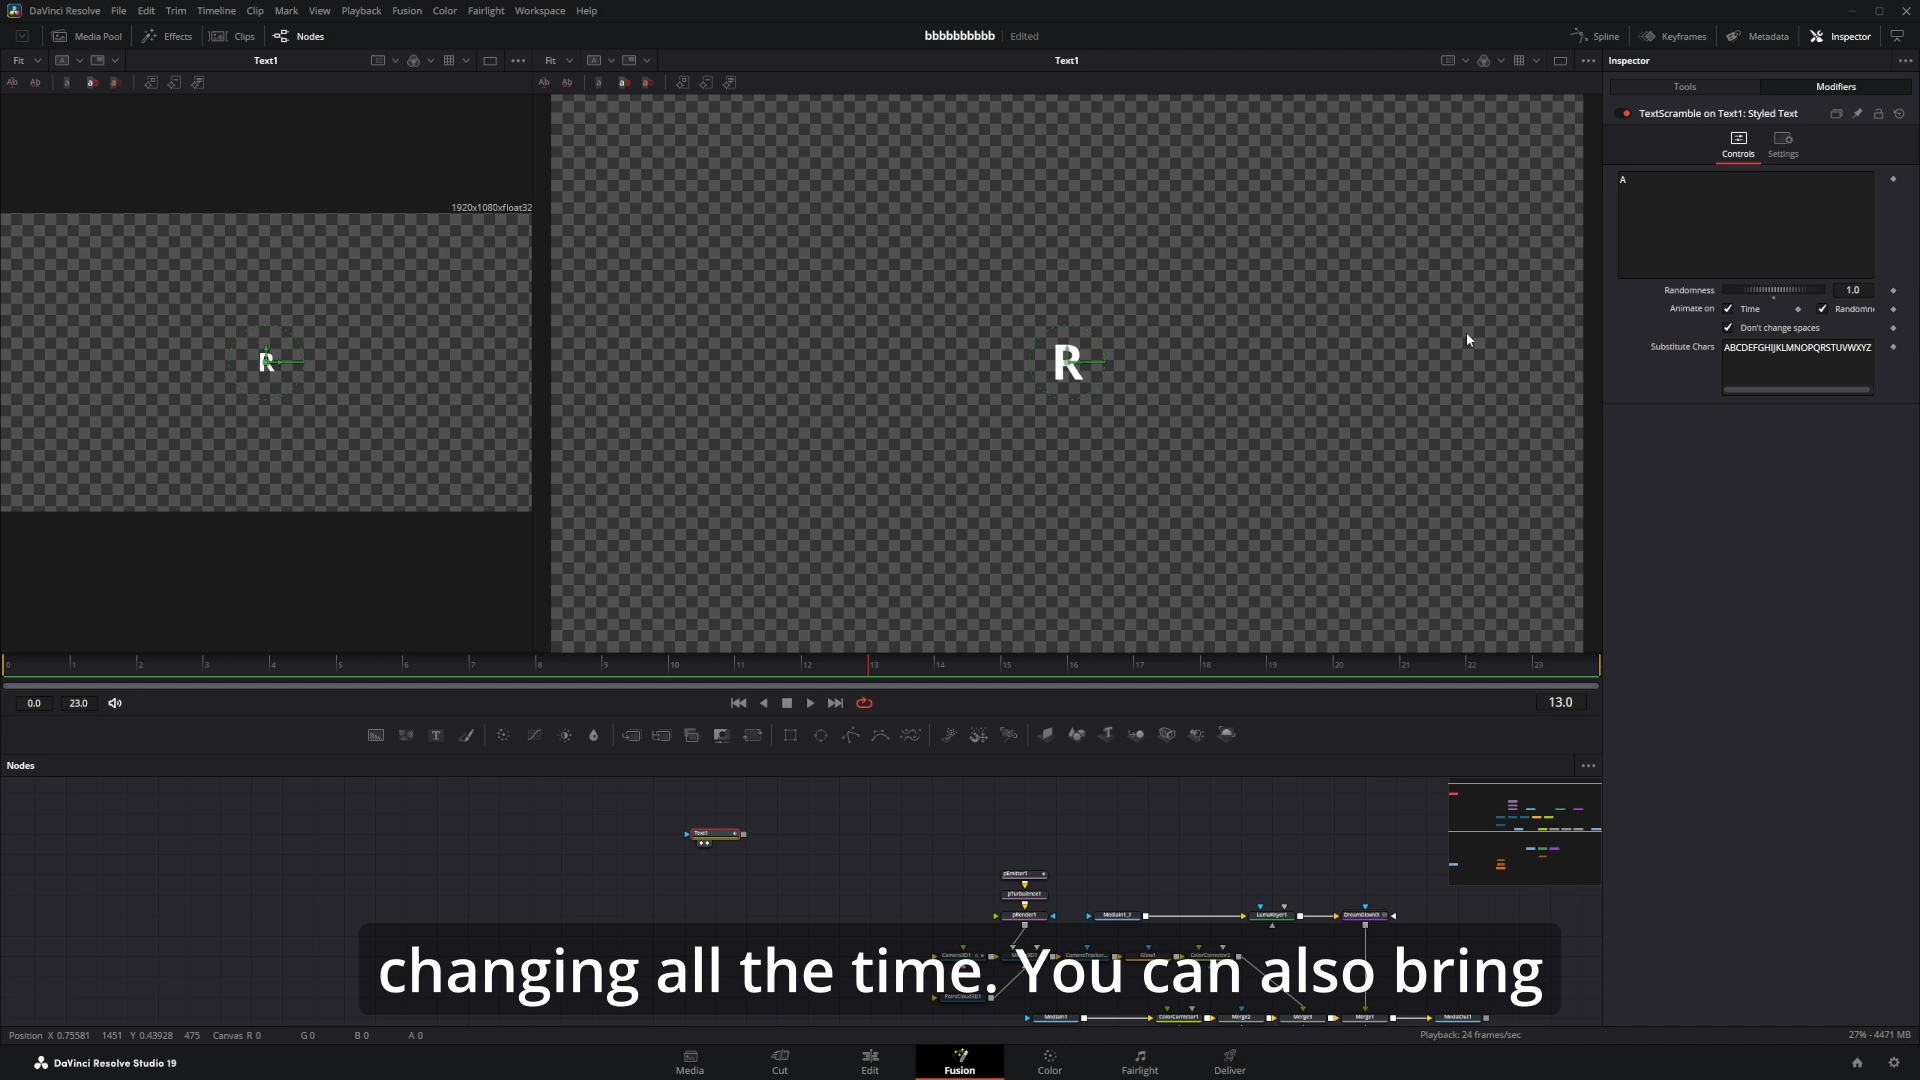 DaVinci Resolve File Edit Trim Timeline Clip Mark View Playback Fusion Color Fairlight Workspace Help
Media Pool Effects Clips Nodes bbbbbbbbbb Edited Spline Keyframes Metadata Inspector
Fit Text1 Fit Text1 Inspector
Tools Modifiers
TextScramble on Text1: Styled Text
Controls Settings
A
1920x1080xfloat32
Randomness 1.0
Animate on Time Randomn
Don't change spaces
Substitute Chars ABCDEFGHIJKLMNOPQRSTUVWXYZ
R R
0 1 2 3 4 5 6 7 8 9 10 11 12 13 14 15 16 17 18 19 20 21 22 23
0.0 23.0 13.0
Nodes
Text1
pEmitter1
pTurbulence1
pRender1 MediaIn1_1 LumaKeyer1 DreamGlowV3
Camera3D1 CameraTracker... Glow1 ColorCorrector2
changing all the time. You can also bring
PointCloud3D1
MediaIn1 ColorCorrector1 Merge2 Merge3 Merge1 MediaOut1
Position X 0.75581 1451 Y 0.43928 475 Canvas R 0 G 0 B 0 A 0 Playback: 24 frames/sec 27% - 4471 MB
DaVinci Resolve Studio 19 Media Cut Edit Fusion Color Fairlight Deliver